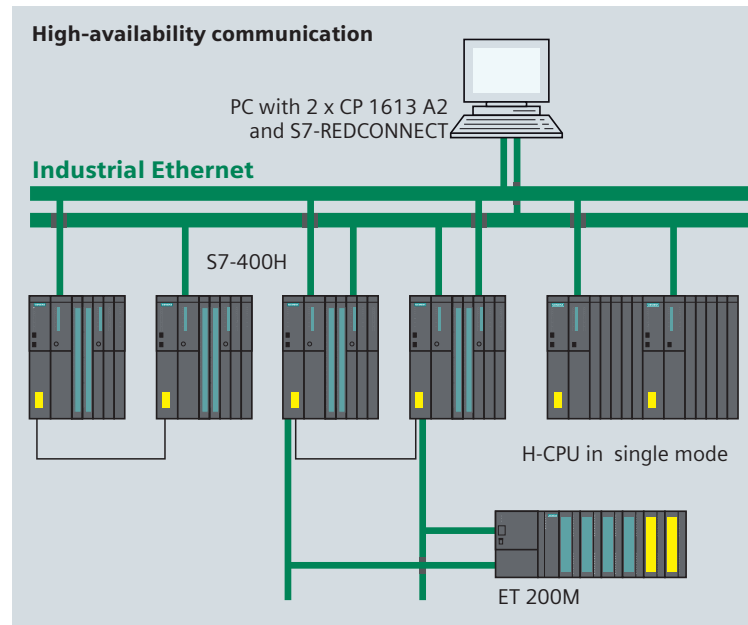 High-availability communication
PC with 2 x CP 1613 A2
and S7-REDCONNECT
Industrial Ethernet
S7-400H
H-CPU in single mode
ET 200M